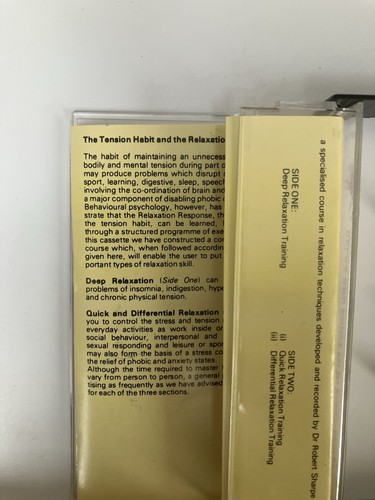 The Tension Habit and the Relaxatio
The habit of maintaining an unnecess
bodily and mental tension during part o
may produce problems which disrupt
sport, learning, digestive, sleep, speech
involving the co-ordination of brain and
a major component of disabling phobic
Behavioural psychology, however, has
strate that the Relaxation Response, th
the tension habit, can be learned,
through a structured programme of exe
this cassette we have constructed a cor
course which, when followed accordin
given here, will enable the user to put
portant types of relaxation skill.
Deep Relaxation (Side One) can
problems of insomnia, indigestion, hype
and chronic physical tension.
Quick and Differential Relaxation
you to control the stress and tension
everyday activities as work inside or
social behaviour, interpersonal and
sexual responding and leisure or spor
may also form the basis of a stress co
the relief of phobic and anxiety states.
Although the time required to master
vary from person to person, a general
tising as frequently as we have advised
for each of the three sections.
a specialised course in relaxation techniques developed and recorded by Dr Robert Sharpe
SIDE ONE:
Deep Relaxation Training
SIDE TWO:
(i) Quick Relaxation Training
(ii) Differential Relaxation Training